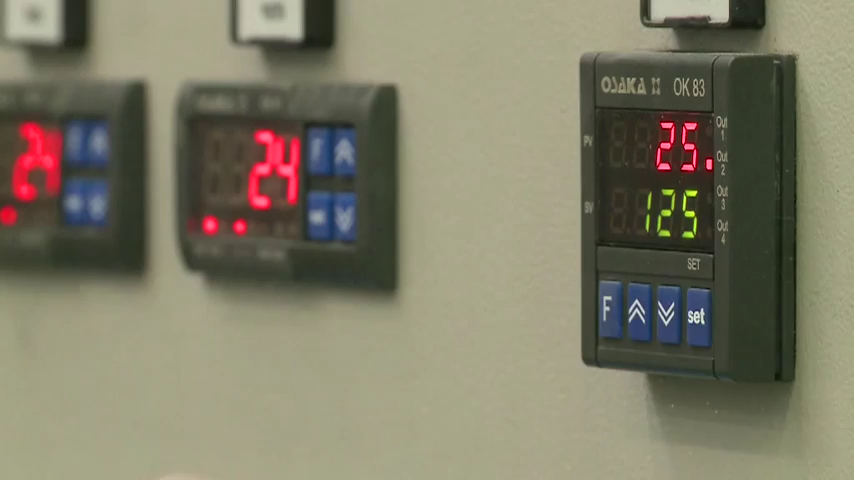 OSAKA OK 83
PV 25.
SV 125
Out 1
Out 2
Out 3
Out 4
SET
F set
24
F
24